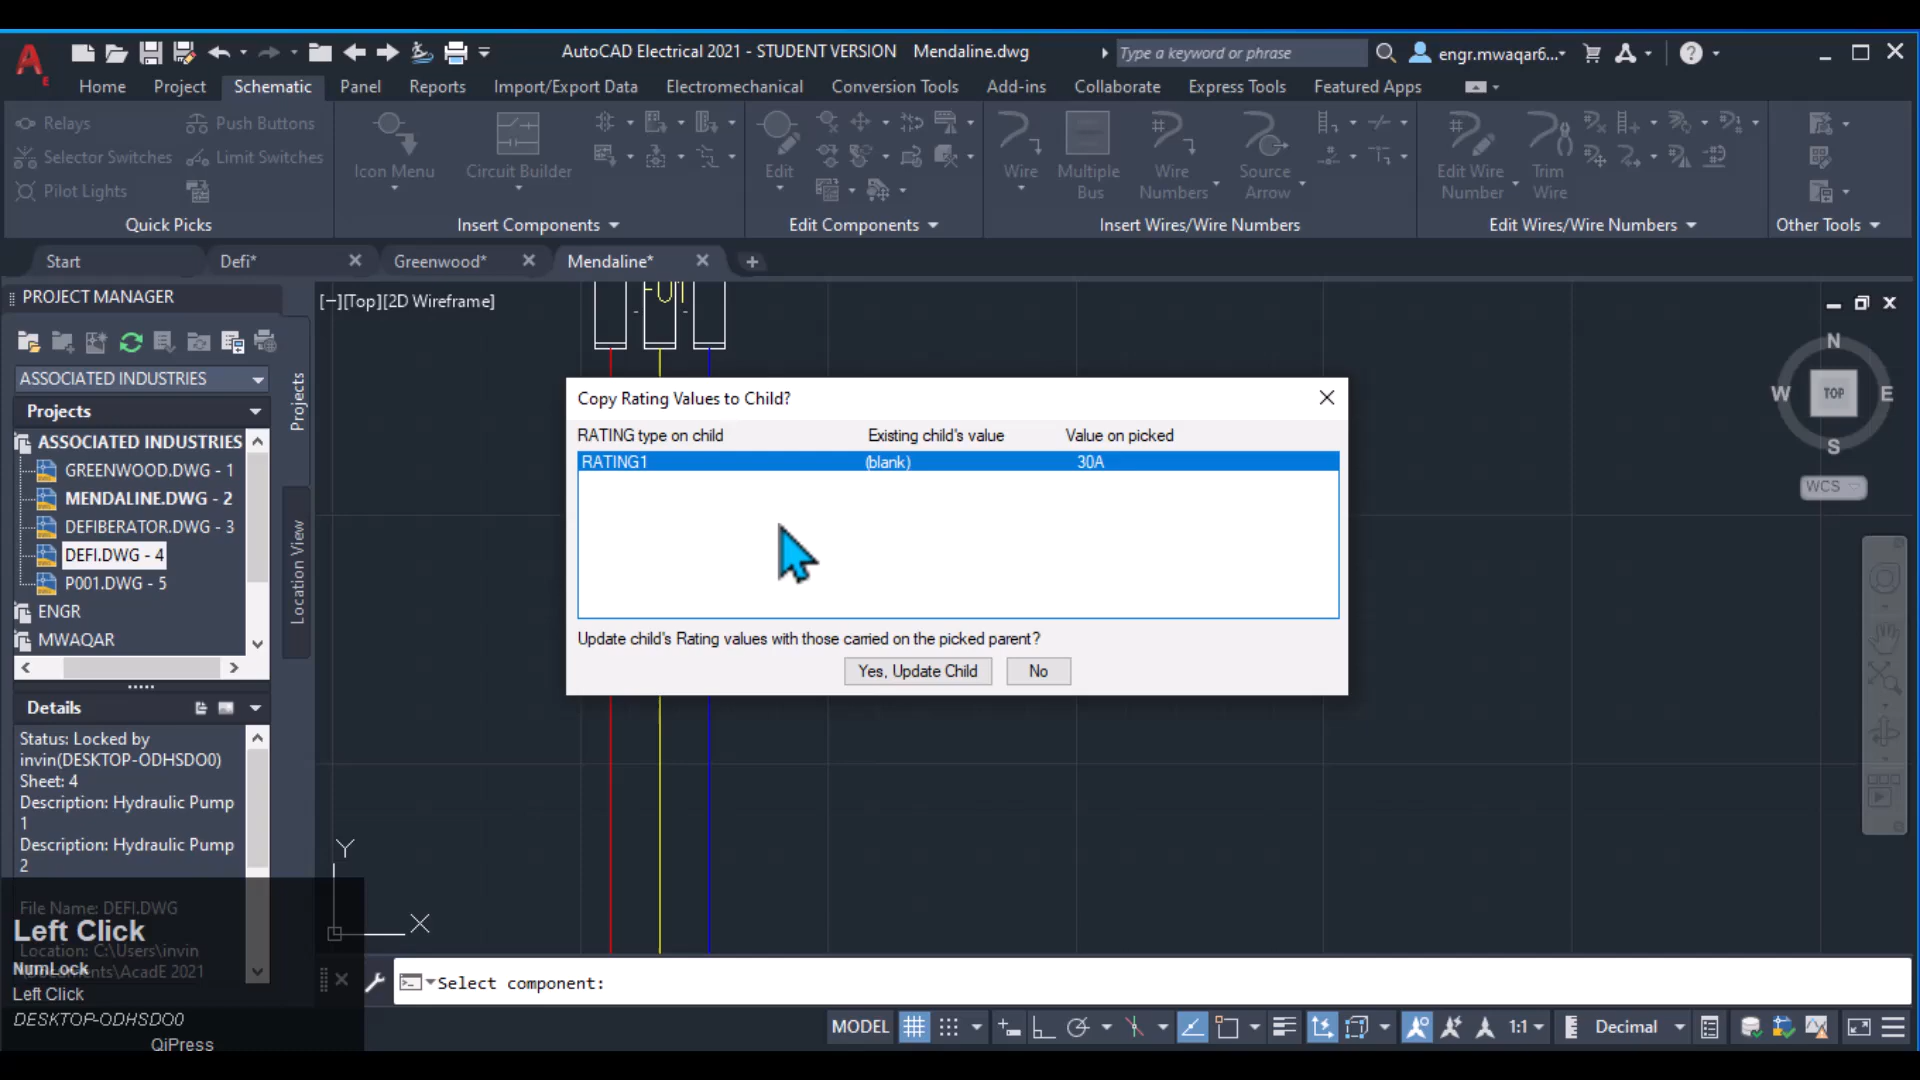 AutoCAD Electrical 2021 - STUDENT VERSION Mendaline.dwg
Type a keyword or phrase
engr.mwaqar6...
Home Project Schematic Panel Reports Import/Export Data Electromechanical Conversion Tools Add-ins Collaborate Express Tools Featured Apps
Relays Push Buttons
Selector Switches Limit Switches
Pilot Lights
Quick Picks
Icon Menu
Circuit Builder
Insert Components
Edit
Edit Components
Wire
Multiple Bus
Wire Numbers
Source Arrow
Insert Wires/Wire Numbers
Edit Wire Number
Trim Wire
Edit Wires/Wire Numbers
Other Tools
Start Defi* Greenwood* Mendaline*
PROJECT MANAGER
ASSOCIATED INDUSTRIES
Projects
ASSOCIATED INDUSTRIES
GREENWOOD.DWG - 1
MENDALINE.DWG - 2
DEFIBERATOR.DWG - 3
DEFI.DWG - 4
P001.DWG - 5
ENGR
MWAQAR
Projects
Location View
Details
Status: Locked by
invin(DESKTOP-ODHSDO0)
Sheet: 4
Description: Hydraulic Pump
1
Description: Hydraulic Pump
2
File Name: DEFI.DWG
Left Click
Location: C:\Users\invin
NumLock
\Documents\AcadE 2021
Left Click
DESKTOP-ODHSDO0
QiPress
[−][Top][2D Wireframe]
N
W TOP E
S
WCS
Copy Rating Values to Child?
RATING type on child Existing child's value Value on picked
RATING1 (blank) 30A
Update child's Rating values with those carried on the picked parent?
Yes, Update Child No
Y
X
Select component:
MODEL 1:1 Decimal